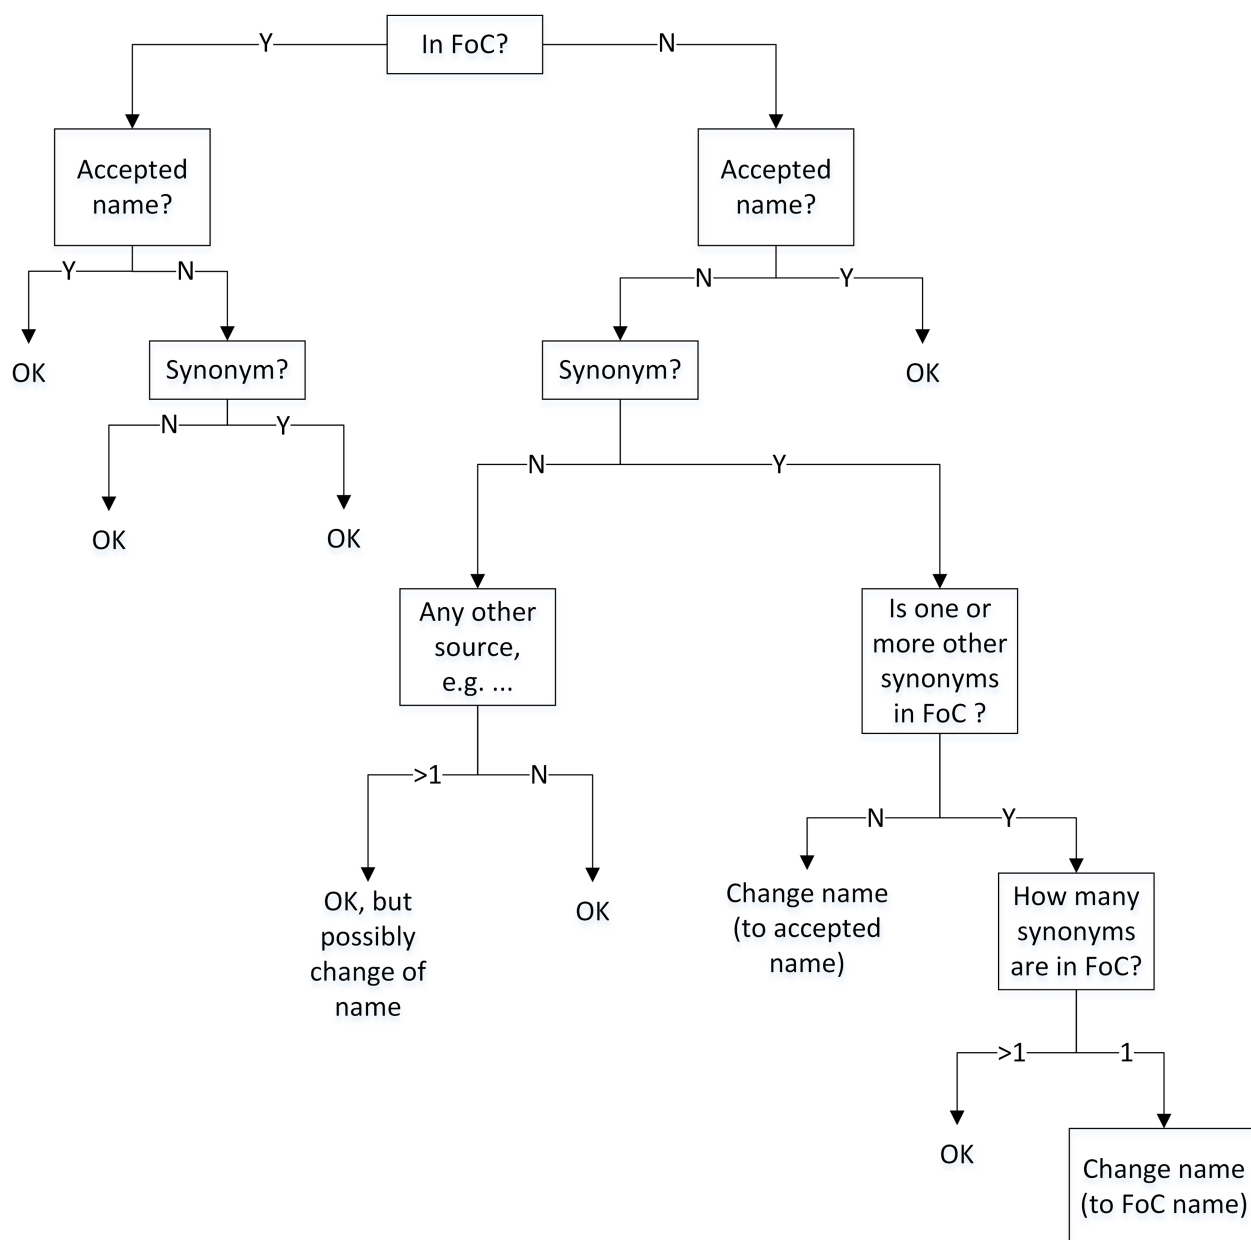 In FoC?
Y
N
Accepted
name?
Accepted
name?
Y
N
N
Y
OK
Synonym?
Synonym?
OK
N
Y
N
Y
OK
OK
Any other
source,
e.g. ...
Is one or
more other
synonyms
in FoC ?
>1
N
N
Y
OK, but
possibly
change of
name
OK
Change name
(to accepted
name)
How many
synonyms
are in FoC?
>1
1
OK
Change name
(to FoC name)